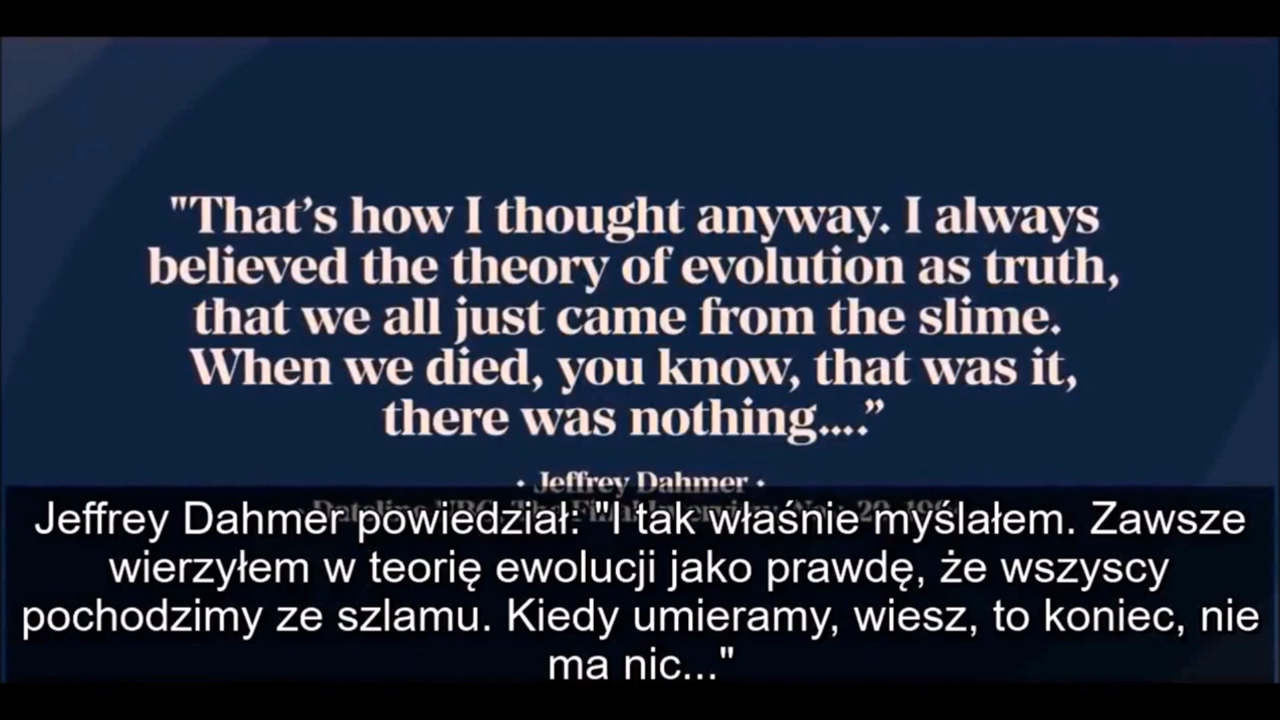 "That’s how I thought anyway. I always
believed the theory of evolution as truth,
that we all just came from the slime.
When we died, you know, that was it,
there was nothing....”
• Jeffrey Dahmer •
Jeffrey Dahmer powiedział: "I tak właśnie myślałem. Zawsze
wierzyłem w teorię ewolucji jako prawdę, że wszyscy
pochodzimy ze szlamu. Kiedy umieramy, wiesz, to koniec, nie
ma nic..."